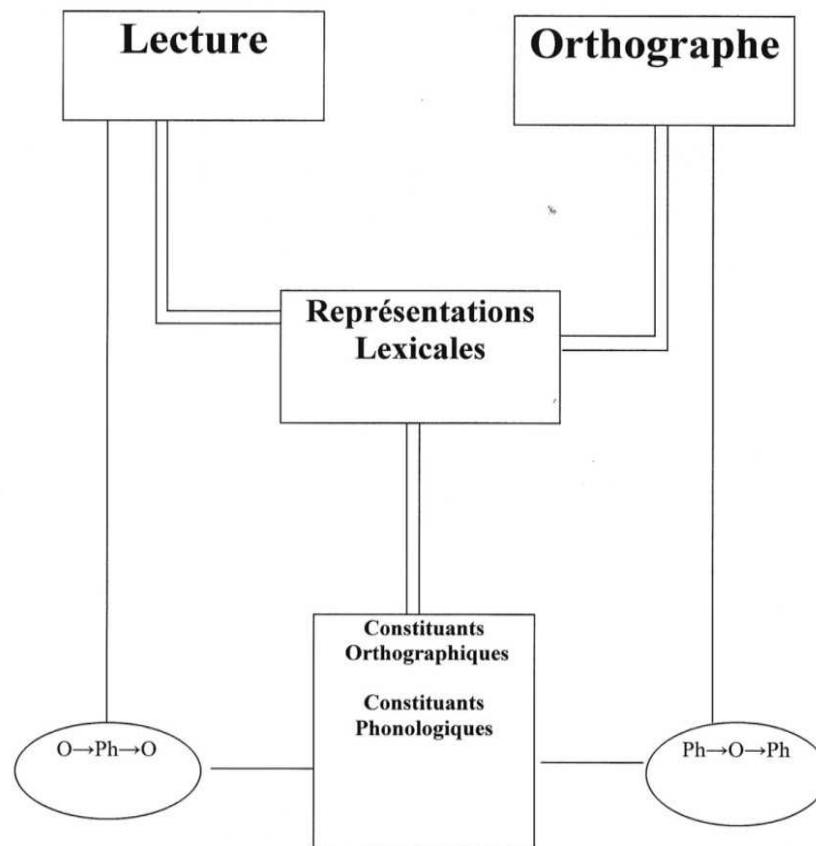 Lecture
Orthographe
Représentations
Lexicales
Constituants
Orthographiques
Constituants
Phonologiques
O→Ph→O
Ph→O→Ph